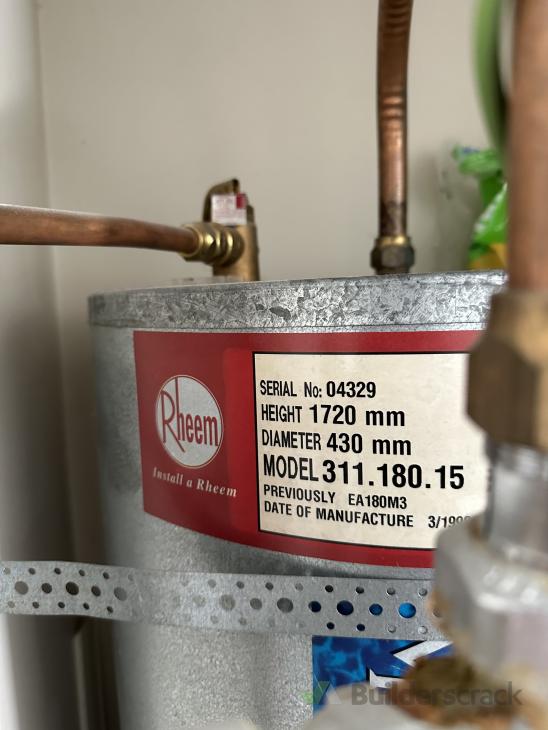 Rheem
Install a Rheem
SERIAL No: 04329
HEIGHT 1720 mm
DIAMETER 430 mm
MODEL 311.180.15
PREVIOUSLY EA180M3
DATE OF MANUFACTURE
Builderscrack